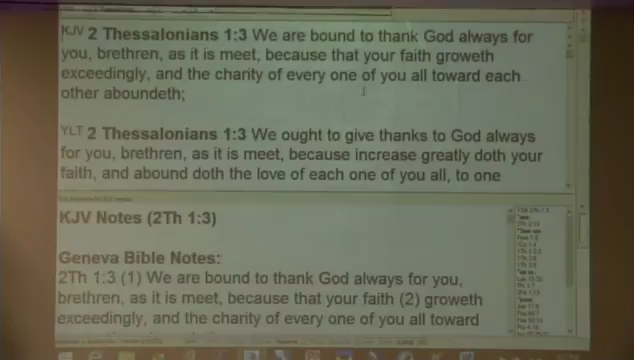 KJV 2 Thessalonians 1:3 We are bound to thank God always for
you, brethren, as it is meet, because that your faith groweth
exceedingly, and the charity of every one of you all toward each
other aboundeth;
YLT 2 Thessalonians 1:3 We ought to give thanks to God always
for you, brethren, as it is meet, because increase greatly doth your
faith, and abound doth the love of each one of you all, to one
KJV Notes (2Th 1:3)
Geneva Bible Notes:
2Th 1:3 (1) We are bound to thank God always for you,
brethren, as it is meet, because that your faith (2) groweth
exceedingly, and the charity of every one of you all toward